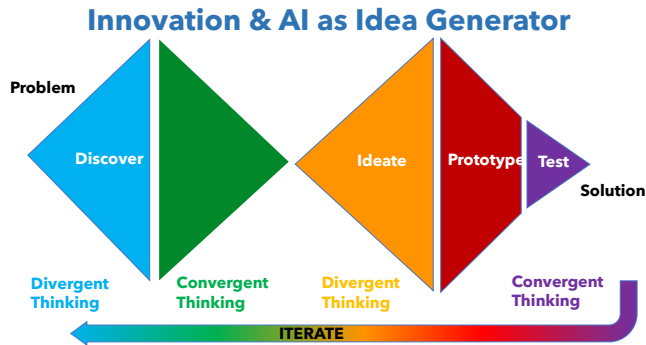 Innovation & AI as Idea Generator
Problem
Discover
Ideate
Prototype
Test
Solution
Divergent
Thinking
Convergent
Thinking
Divergent
Thinking
Convergent
Thinking
ITERATE